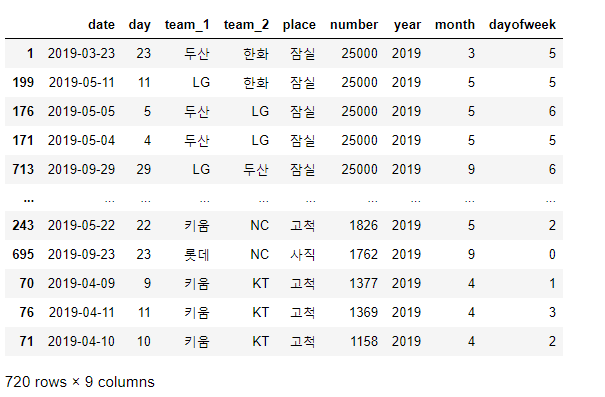 date day team_1 team_2 place number year month dayofweek
1 2019-03-23 23 두산 한화 잠실 25000 2019 3 5
199 2019-05-11 11 LG 한화 잠실 25000 2019 5 5
176 2019-05-05 5 두산 LG 잠실 25000 2019 5 6
171 2019-05-04 4 두산 LG 잠실 25000 2019 5 5
713 2019-09-29 29 LG 두산 잠실 25000 2019 9 6
... ... ... ... ... ... ... ... ... ...
243 2019-05-22 22 키움 NC 고척 1826 2019 5 2
695 2019-09-23 23 롯데 NC 사직 1762 2019 9 0
70 2019-04-09 9 키움 KT 고척 1377 2019 4 1
76 2019-04-11 11 키움 KT 고척 1369 2019 4 3
71 2019-04-10 10 키움 KT 고척 1158 2019 4 2
720 rows × 9 columns